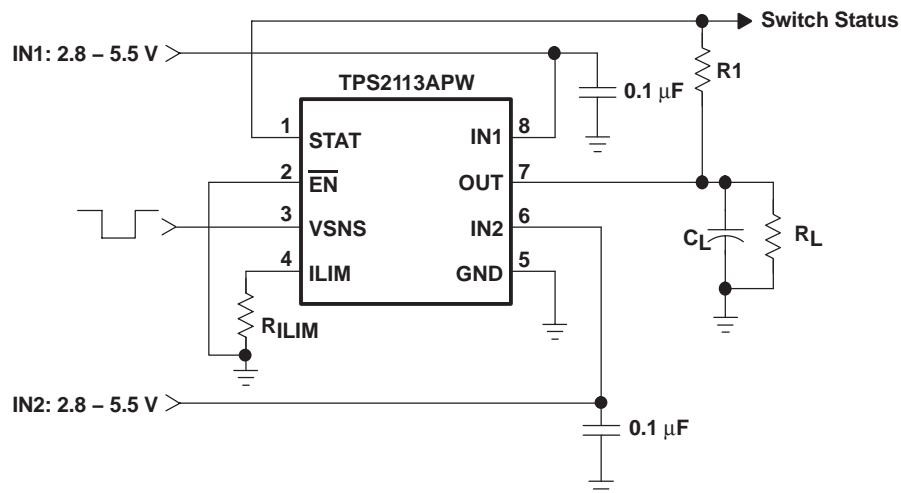 Switch Status
IN1: 2.8 – 5.5 V
R1
TPS2113APW
0.1 μF
1
STAT
IN1
8
2
EN
OUT
7
3
VSNS
IN2
6
4
ILIM
GND
5
CL
RL
RILIM
IN2: 2.8 – 5.5 V
0.1 μF